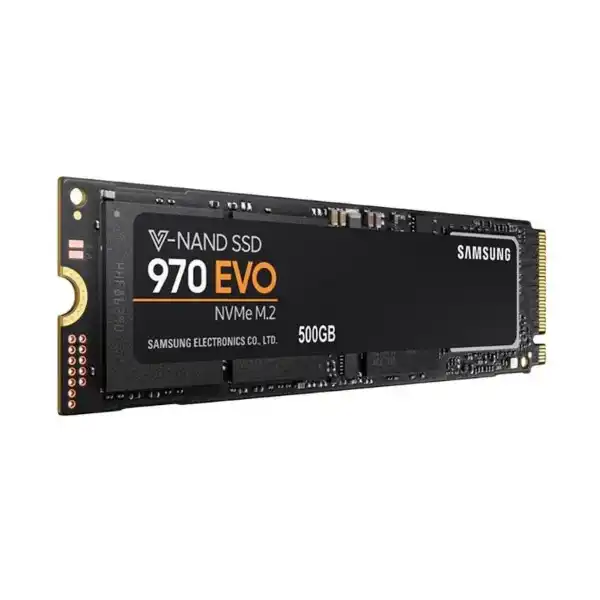 V-NAND SSD
970 EVO
NVMe M.2
SAMSUNG ELECTRONICS CO., LTD.
500GB
SAMSUNG